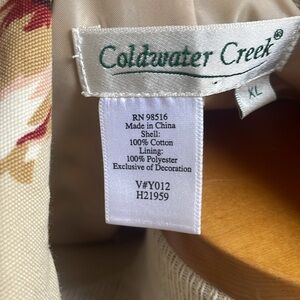 Coldwater Creek®
XL
RN 98516
Made in China
Shell:
100% Cotton
Lining:
100% Polyester
Exclusive of Decoration
V#Y012
H21959